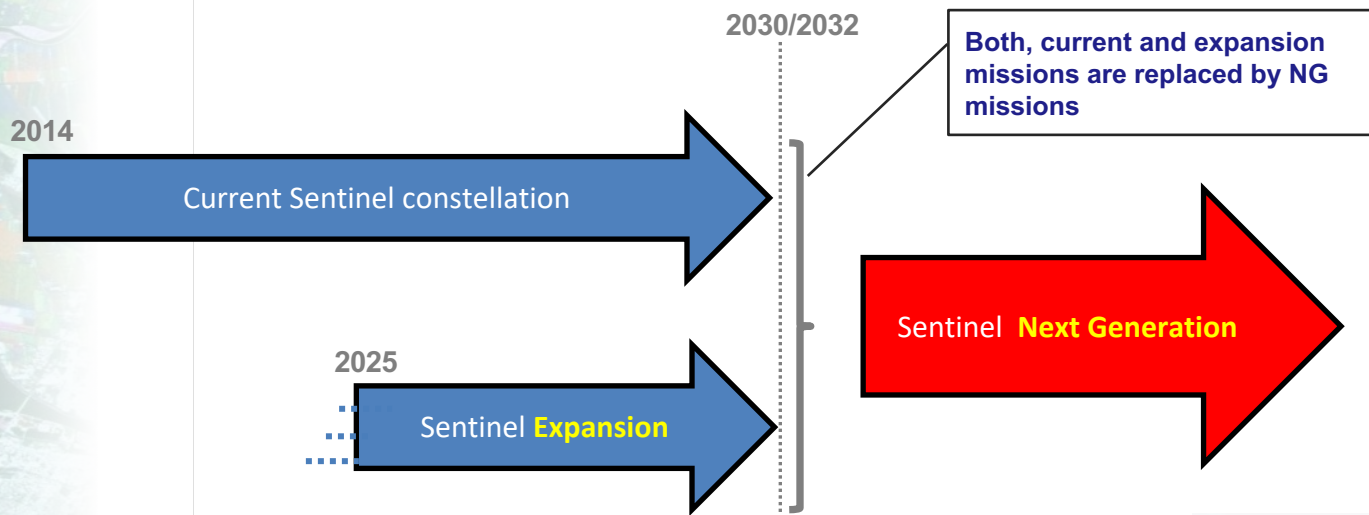 2030/2032
Both, current and expansion
missions are replaced by NG
missions
2014
Current Sentinel constellation
Sentinel Next Generation
2025
Sentinel Expansion